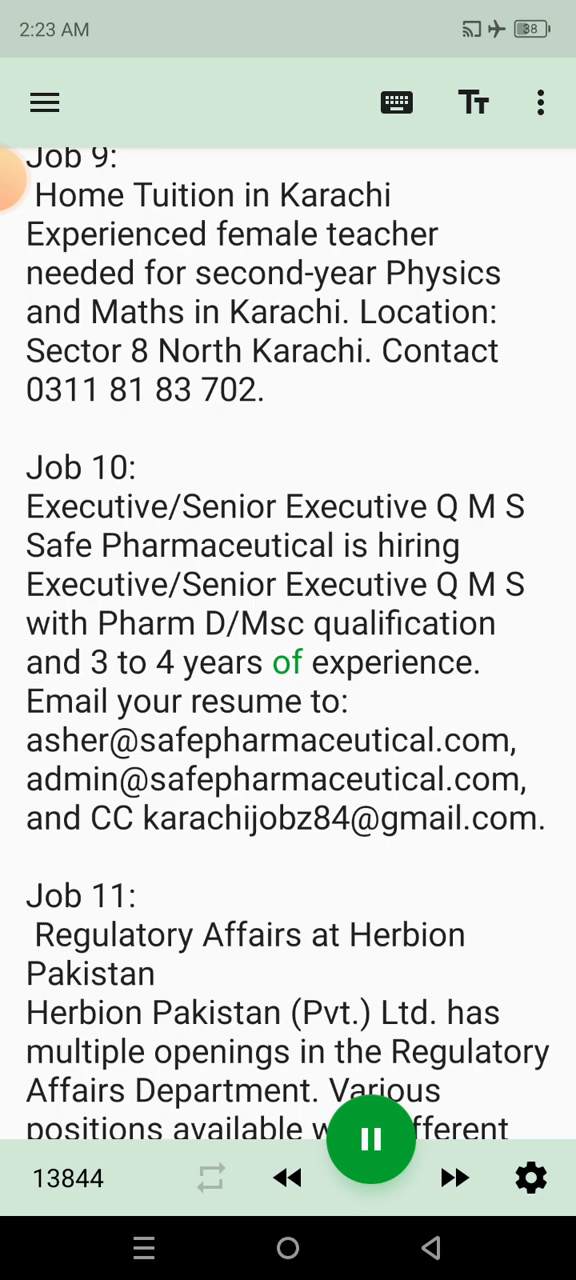 2:23 AM
38
Job 9:
Home Tuition in Karachi
Experienced female teacher
needed for second-year Physics
and Maths in Karachi. Location:
Sector 8 North Karachi. Contact
0311 81 83 702.
Job 10:
Executive/Senior Executive Q M S
Safe Pharmaceutical is hiring
Executive/Senior Executive Q M S
with Pharm D/Msc qualification
and 3 to 4 years of experience.
Email your resume to:
asher@safepharmaceutical.com,
admin@safepharmaceutical.com,
and CC karachijobz84@gmail.com.
Job 11:
Regulatory Affairs at Herbion
Pakistan
Herbion Pakistan (Pvt.) Ltd. has
multiple openings in the Regulatory
Affairs Department. Various
positions available
13844